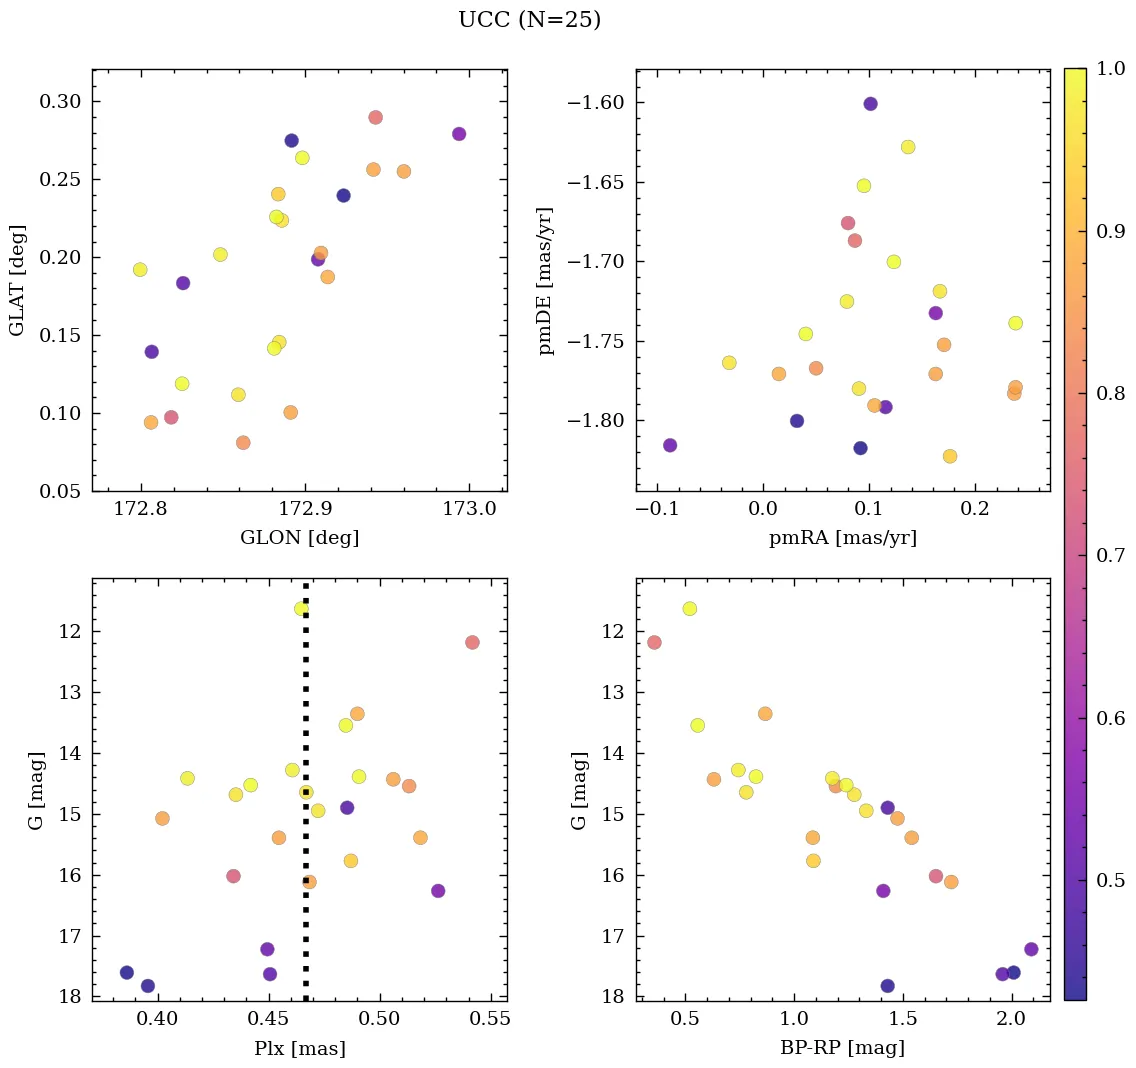 UCC (N=25)
0.30
0.25
0.20
0.15
0.10
0.05
GLAT [deg]
172.8 172.9 173.0
GLON [deg]
−1.60
−1.65
−1.70
−1.75
−1.80
pmDE [mas/yr]
−0.1 0.0 0.1 0.2
pmRA [mas/yr]
1.0
0.9
0.8
0.7
0.6
0.5
12
13
14
15
16
17
18
G [mag]
0.40 0.45 0.50 0.55
Plx [mas]
12
13
14
15
16
17
18
G [mag]
0.5 1.0 1.5 2.0
BP-RP [mag]